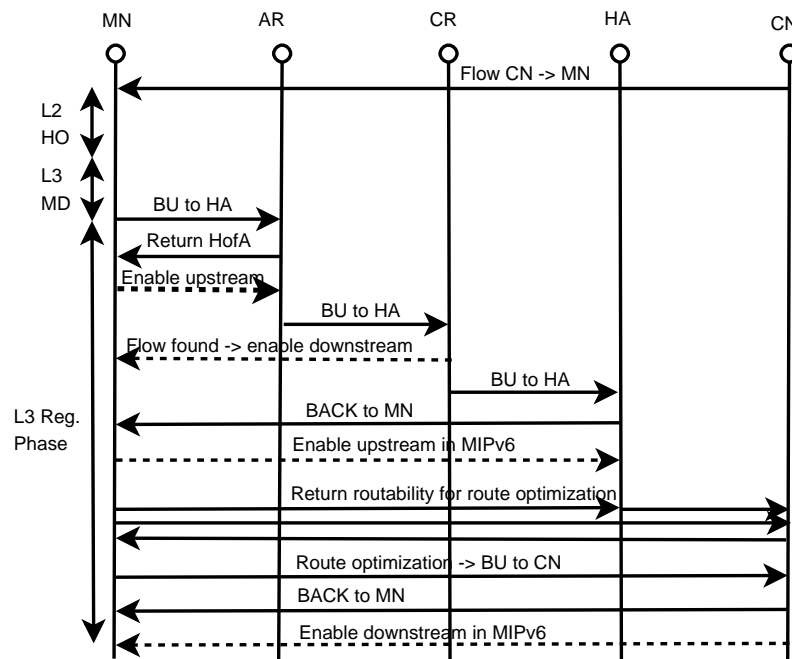 MN AR CR HA CN
Flow CN -> MN
L2
HO
L3
MD
BU to HA
Return HofA
Enable upstream
BU to HA
Flow found -> enable downstream
BU to HA
L3 Reg.
Phase
BACK to MN
Enable upstream in MIPv6
Return routability for route optimization
Route optimization -> BU to CN
BACK to MN
Enable downstream in MIPv6